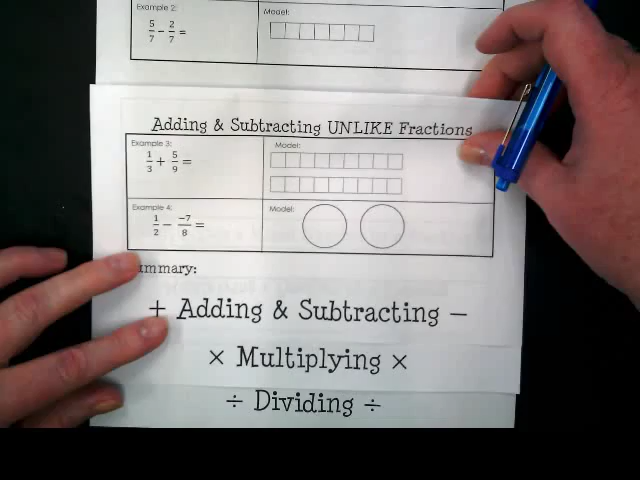 Example 2:
5/7 − 2/7 =
Model:
Adding & Subtracting UNLIKE Fractions
Example 3:
1/3 + 5/9 =
Model:
Example 4:
1/2 − -7/8 =
Model:
mmary:
+ Adding & Subtracting −
× Multiplying ×
÷ Dividing ÷